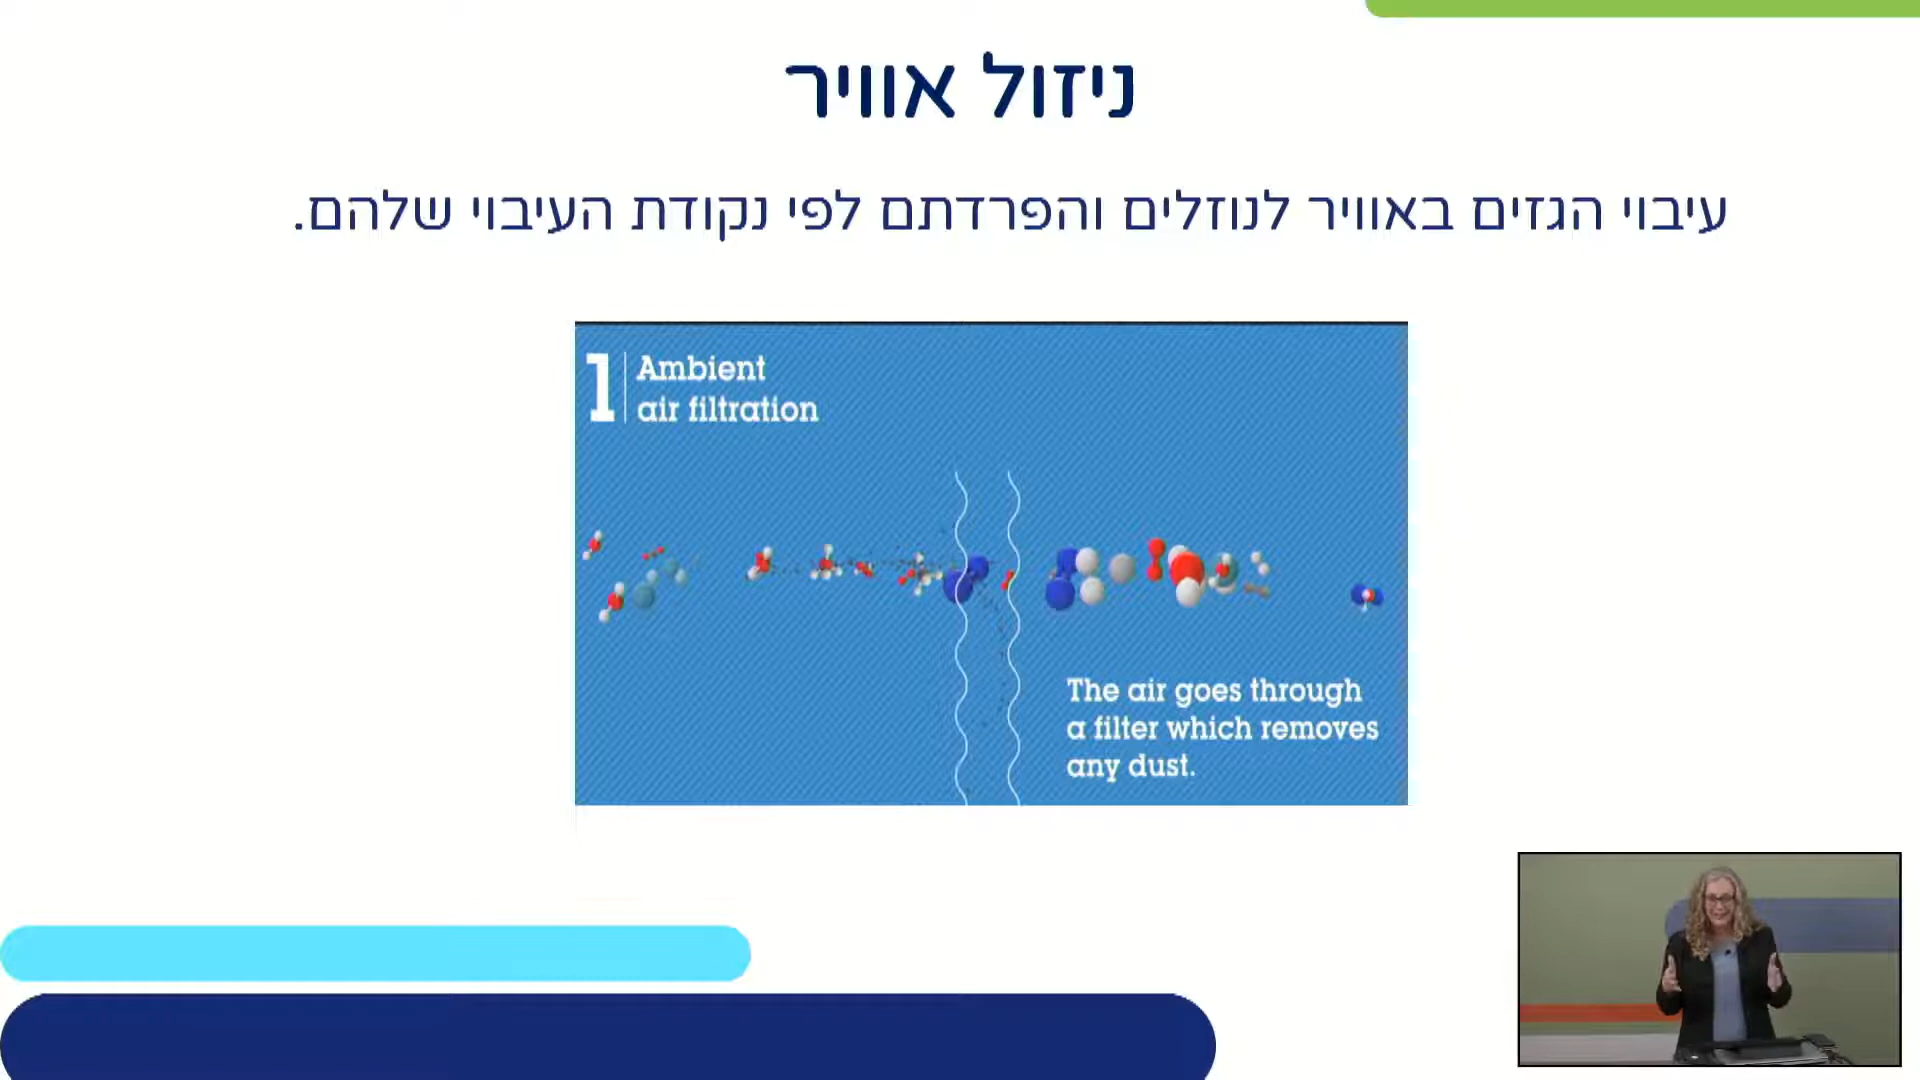 ניזול אוויר
עיבוי הגזים באוויר לנוזלים והפרדתם לפי נקודת העיבוי שלהם.
1
Ambient
air filtration
The air goes through
a filter which removes
any dust.